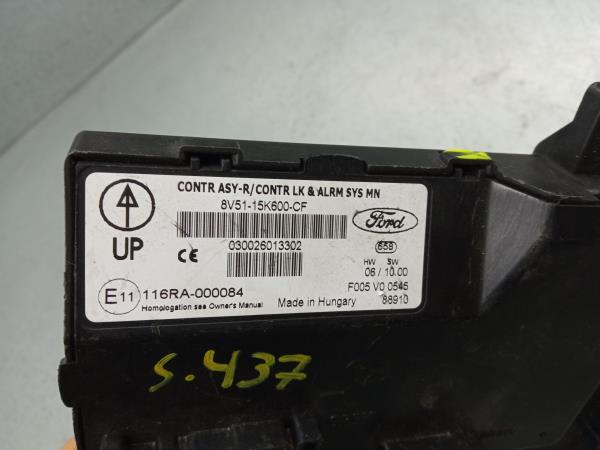 CONTR ASY-R/CONTR LK & ALRM SYS MN
8V51-15K600-CF
Ford
UP
CE
030026013302
658
HW SW
06 / 10.00
E11 116RA-000084
F005 V0 0545
Homologation see Owner's Manual
Made in Hungary
88910
S.437